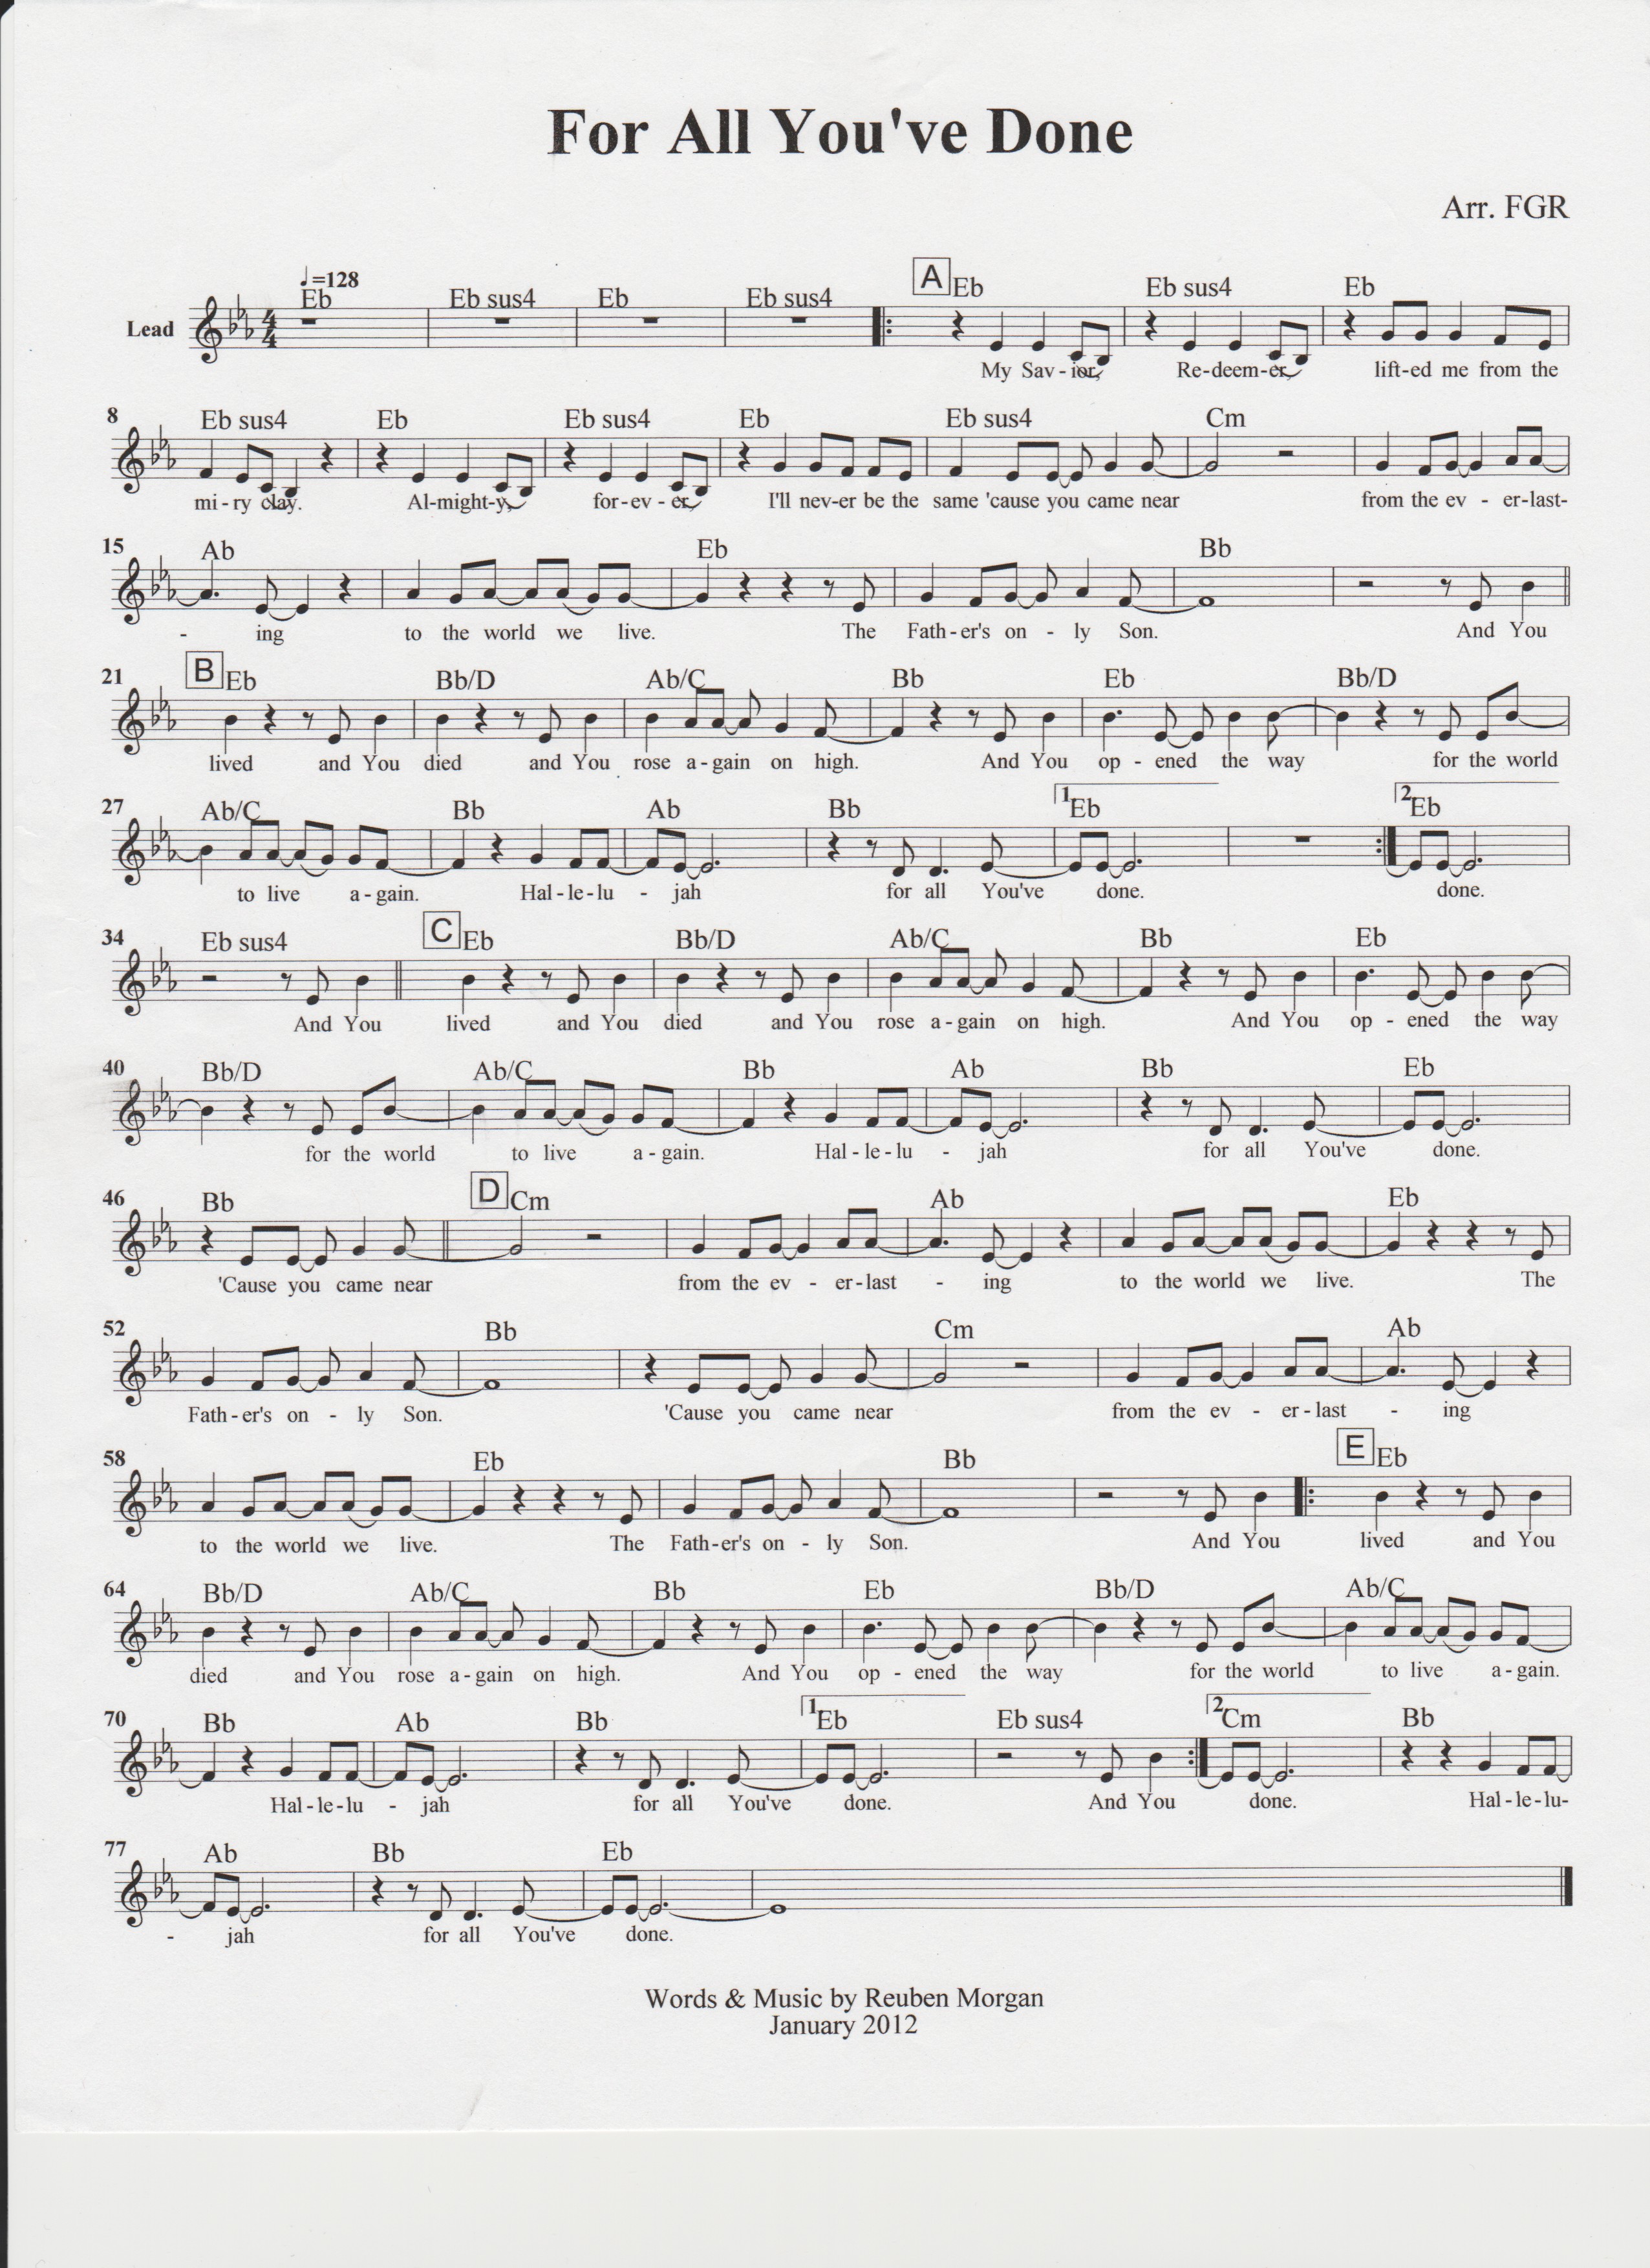 For All You've Done
Arr. FGR
♩=128
A
Eb Eb sus4 Eb Eb sus4 Eb Eb sus4 Eb
Lead
4 4
My Sav - ior, Re-deem-er, lift-ed me from the
8
Eb sus4 Eb Eb sus4 Eb Eb sus4 Cm
mi - ry clay. Al-might-y, for-ev - er, I'll nev-er be the same 'cause you came near from the ev - er-last-
15
Ab Eb Bb
- ing to the world we live. The Fath-er's on - ly Son. And You
21
B
Eb Bb/D Ab/C Bb Eb Bb/D
lived and You died and You rose a-gain on high. And You op - ened the way for the world
27
Ab/C Bb Ab Bb 1. Eb 2. Eb
to live a-gain. Hal-le-lu - jah for all You've done. done.
34
Eb sus4 C Eb Bb/D Ab/C Bb Eb
And You lived and You died and You rose a-gain on high. And You op - ened the way
40
Bb/D Ab/C Bb Ab Bb Eb
for the world to live a-gain. Hal-le-lu - jah for all You've done.
46
Bb D Cm Ab Eb
'Cause you came near from the ev - er-last - ing to the world we live. The
52
Bb Cm Ab
Fath-er's on - ly Son. 'Cause you came near from the ev - er-last - ing
58
Eb Bb E Eb
to the world we live. The Fath-er's on - ly Son. And You lived and You
64
Bb/D Ab/C Bb Eb Bb/D Ab/C
died and You rose a-gain on high. And You op - ened the way for the world to live a-gain.
70
Bb Ab Bb 1. Eb Eb sus4 2. Cm Bb
Hal-le-lu - jah for all You've done. And You done. Hal-le-lu-
77
Ab Bb Eb
- jah for all You've done.
Words & Music by Reuben Morgan
January 2012